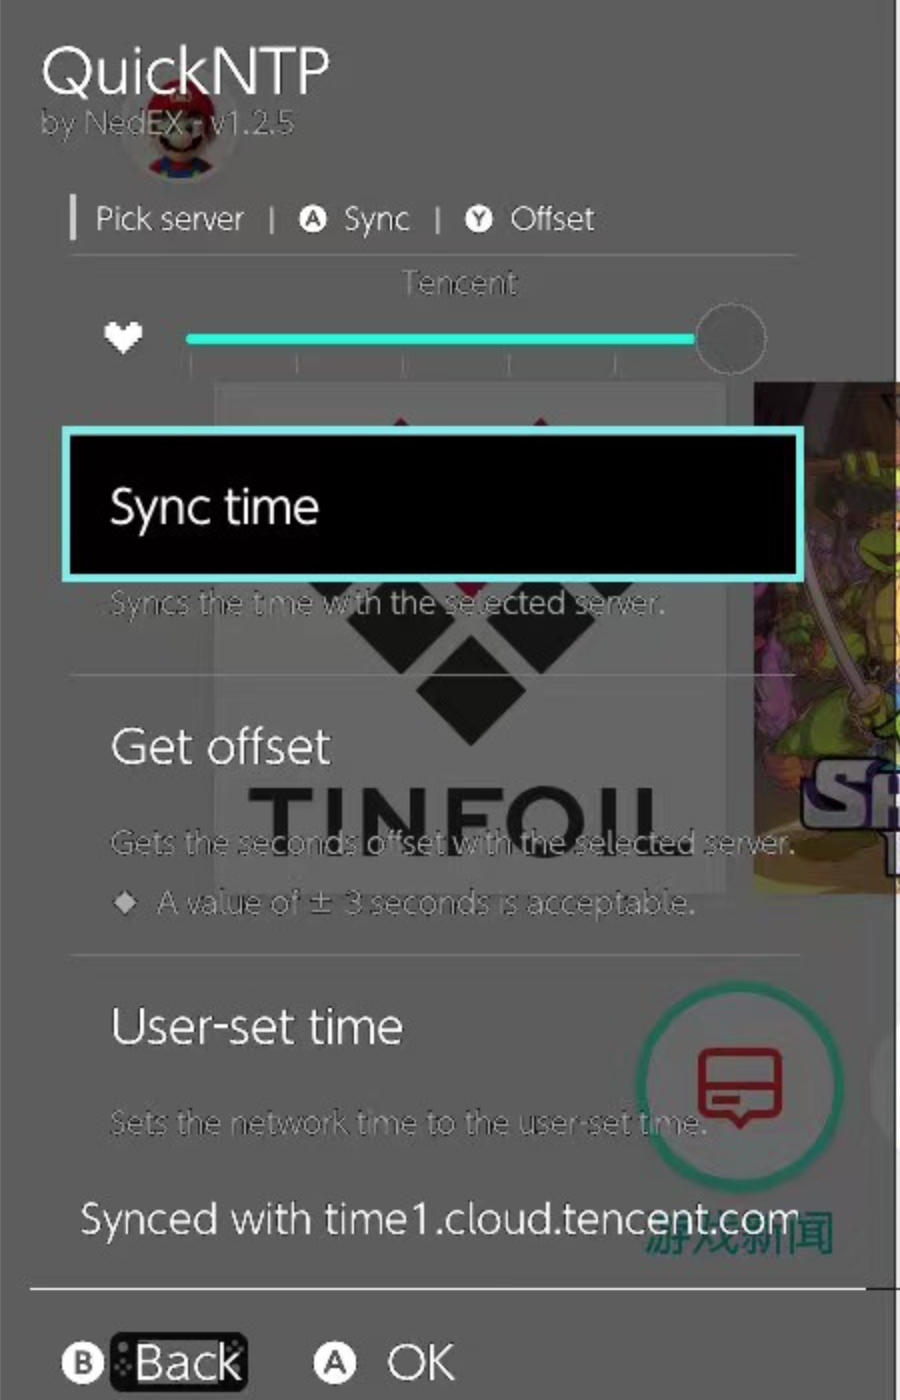 QuickNTP
by NedEX - v1.2.5
Pick server | A Sync | Y Offset
Tencent
Sync time
Syncs the time with the selected server.
Get offset
TINFOIL
Gets the seconds offset with the selected server.
◆ A value of ± 3 seconds is acceptable.
User-set time
Sets the network time to the user-set time.
Synced with time1.cloud.tencent.com
游戏新闻
B Back A OK